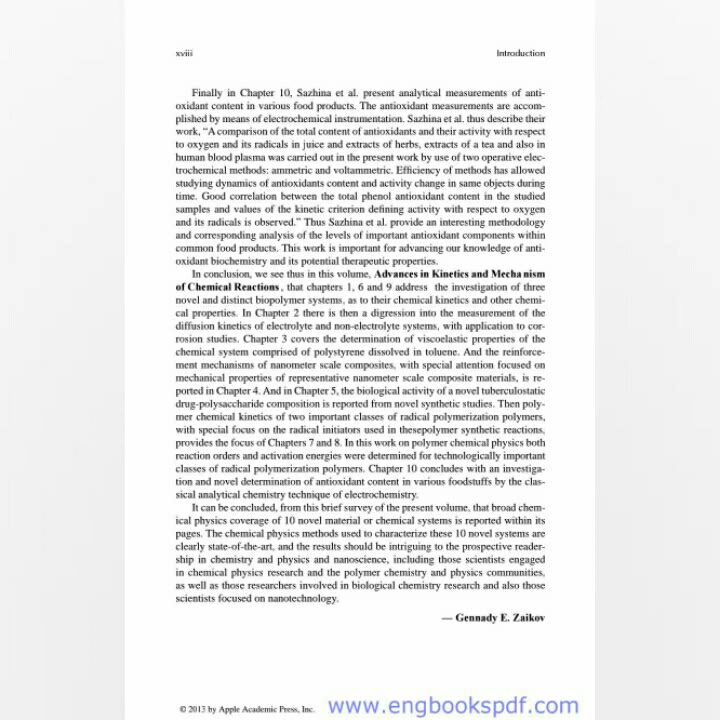 xviii Introduction
Finally in Chapter 10, Sazhina et al. present analytical measurements of anti-
oxidant content in various food products. The antioxidant measurements are accom-
plished by means of electrochemical instrumentation. Sazhina et al. thus describe their
work, “A comparison of the total content of antioxidants and their activity with respect
to oxygen and its radicals in juice and extracts of herbs, extracts of a tea and also in
human blood plasma was carried out in the present work by use of two operative elec-
trochemical methods: ammetric and voltammetric. Efficiency of methods has allowed
studying dynamics of antioxidants content and activity change in same objects during
time. Good correlation between the total phenol antioxidant content in the studied
samples and values of the kinetic criterion defining activity with respect to oxygen
and its radicals is observed.” Thus Sazhina et al. provide an interesting methodology
and corresponding analysis of the levels of important antioxidant components within
common food products. This work is important for advancing our knowledge of anti-
oxidant biochemistry and its potential therapeutic properties.
In conclusion, we see thus in this volume, Advances in Kinetics and Mecha nism
of Chemical Reactions, that chapters 1, 6 and 9 address the investigation of three
novel and distinct biopolymer systems, as to their chemical kinetics and other chemi-
cal properties. In Chapter 2 there is then a digression into the measurement of the
diffusion kinetics of electrolyte and non-electrolyte systems, with application to cor-
rosion studies. Chapter 3 covers the determination of viscoelastic properties of the
chemical system comprised of polystyrene dissolved in toluene. And the reinforce-
ment mechanisms of nanometer scale composites, with special attention focused on
mechanical properties of representative nanometer scale composite materials, is re-
ported in Chapter 4. And in Chapter 5, the biological activity of a novel tuberculostatic
drug-polysaccharide composition is reported from novel synthetic studies. Then poly-
mer chemical kinetics of two important classes of radical polymerization polymers,
with special focus on the radical initiators used in thesepolymer synthetic reactions,
provides the focus of Chapters 7 and 8. In this work on polymer chemical physics both
reaction orders and activation energies were determined for technologically important
classes of radical polymerization polymers. Chapter 10 concludes with an investiga-
tion and novel determination of antioxidant content in various foodstuffs by the clas-
sical analytical chemistry technique of electrochemistry.
It can be concluded, from this brief survey of the present volume, that broad chem-
ical physics coverage of 10 novel material or chemical systems is reported within its
pages. The chemical physics methods used to characterize these 10 novel systems are
clearly state-of-the-art, and the results should be intriguing to the prospective reader-
ship in chemistry and physics and nanoscience, including those scientists engaged
in chemical physics research and the polymer chemistry and physics communities,
as well as those researchers involved in biological chemistry research and also those
scientists focused on nanotechnology.
— Gennady E. Zaikov
© 2013 by Apple Academic Press, Inc. www.engbookspdf.com